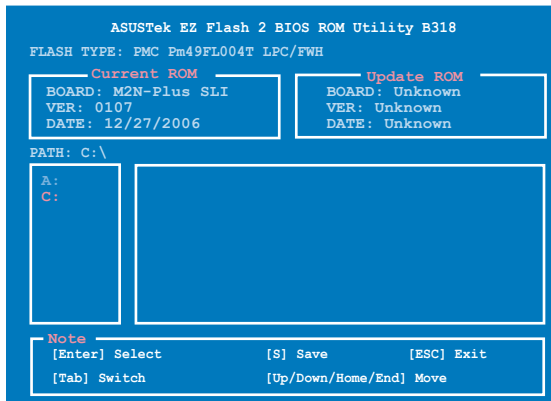 ASUSTek EZ Flash 2 BIOS ROM Utility B318
FLASH TYPE: PMC Pm49FL004T LPC/FWH
Current ROM
BOARD: M2N-Plus SLI
VER: 0107
DATE: 12/27/2006
Update ROM
BOARD: Unknown
VER: Unknown
DATE: Unknown
PATH: C:\
A:
C:
Note
[Enter] Select [S] Save [ESC] Exit
[Tab] Switch [Up/Down/Home/End] Move